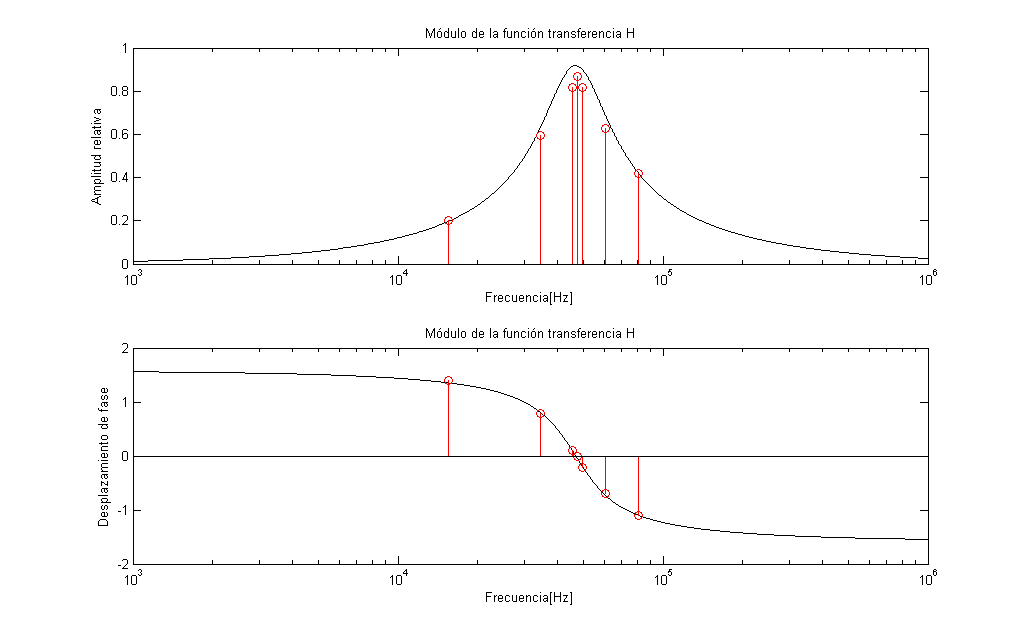 Módulo de la función transferencia H
1
0.8
0.6
0.4
0.2
0
Amplitud relativa
10^3 10^4 10^5 10^6
Frecuencia[Hz]
Módulo de la función transferencia H
2
1
0
-1
-2
Desplazamiento de fase
10^3 10^4 10^5 10^6
Frecuencia[Hz]